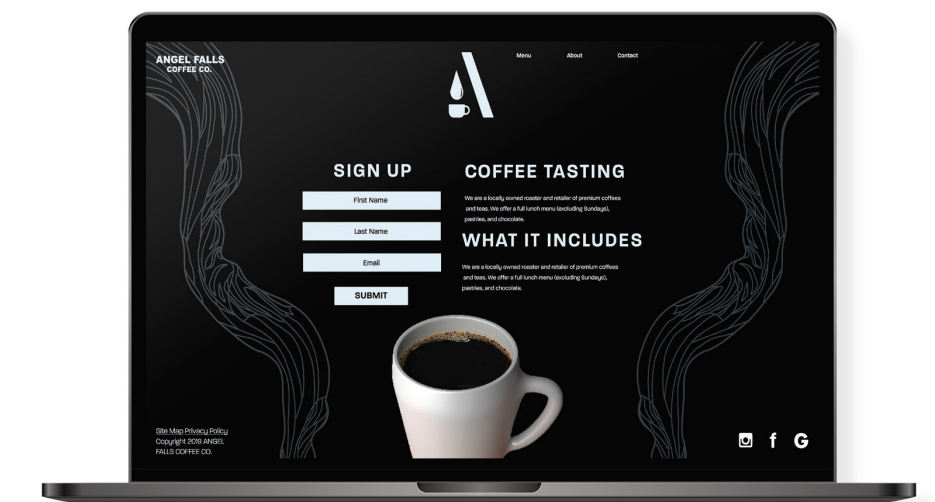 ANGEL FALLS
COFFEE CO.
Menu
About
Contact
SIGN UP
First Name
Last Name
Email
SUBMIT
COFFEE TASTING
We are a locally owned roaster and retailer of premium coffees
and teas. We offer a full lunch menu (excluding Sundays),
pastries, and chocolate.
WHAT IT INCLUDES
We are a locally owned roaster and retailer of premium coffees
and teas. We offer a full lunch menu (excluding Sundays),
pastries, and chocolate.
Site Map Privacy Policy
Copyright 2019 ANGEL
FALLS COFFEE CO.
f
G